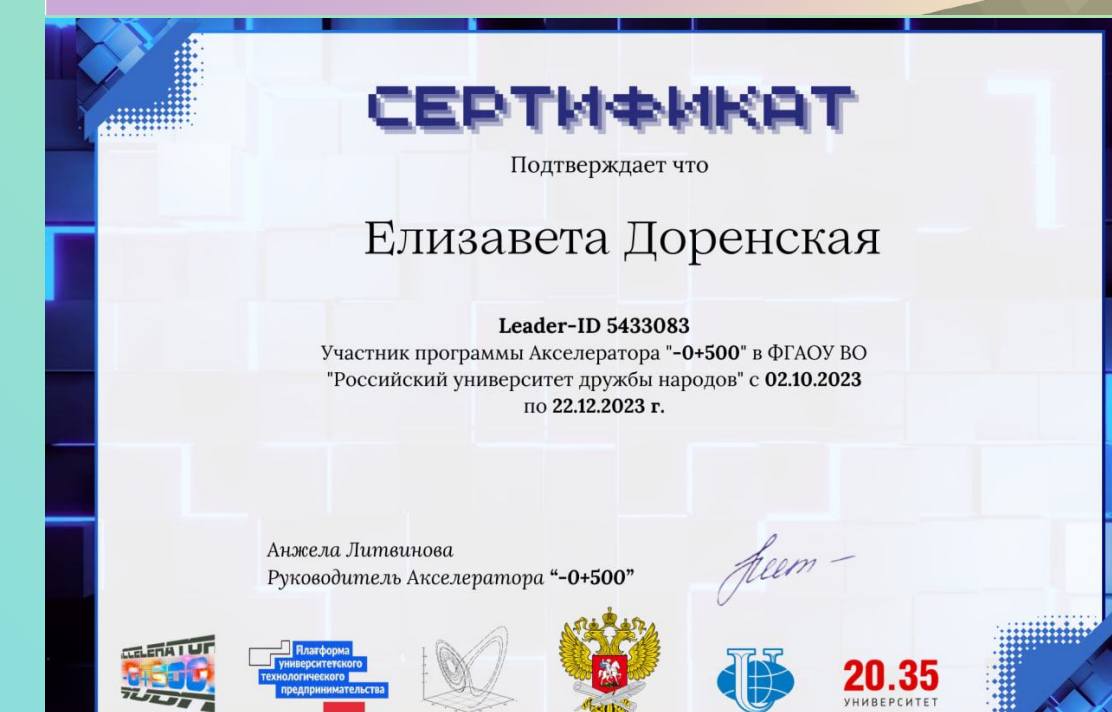 СЕРТИФИКАТ
Подтверждает что
Елизавета Доренская
Leader-ID 5433083
Участник программы Акселератора "-0+500" в ФГАОУ ВО
"Российский университет дружбы народов" с 02.10.2023
по 22.12.2023 г.
Анжела Литвинова
Руководитель Акселератора “-0+500”
Платформа
университетского
технологического
предпринимательства
20.35
УНИВЕРСИТЕТ